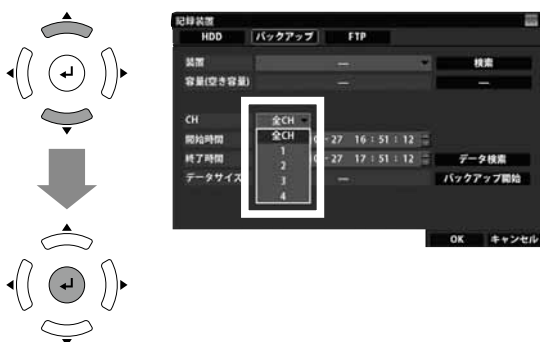 記録装置
HDD バックアップ FTP
装置 — 検索
容量(空き容量) — —
CH 全CH
全CH
開始時間 - 27 16 : 51 : 12
1
2
終了時間 - 27 17 : 51 : 12 データ検索
3
データサイズ — バックアップ開始
4
OK キャンセル